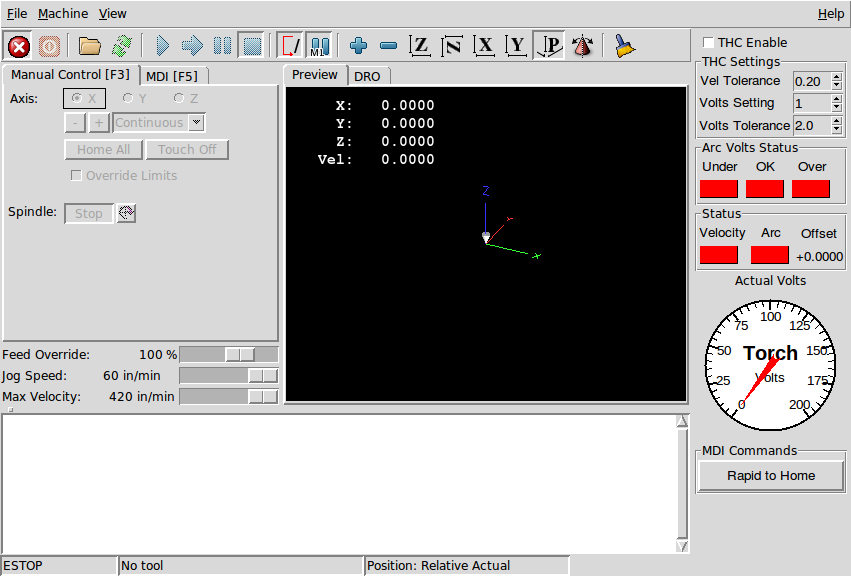 File Machine View Help
M1 Z N X Y P
Manual Control [F3] MDI [F5]
Axis: X Y Z
- + Continuous
Home All Touch Off
Override Limits
Spindle: Stop
Feed Override: 100 %
Jog Speed: 60 in/min
Max Velocity: 420 in/min
Preview DRO
X: 0.0000
Y: 0.0000
Z: 0.0000
Vel: 0.0000
Z
Y
X
THC Enable
THC Settings
Vel Tolerance 0.20
Volts Setting 1
Volts Tolerance 2.0
Arc Volts Status
Under OK Over
Status
Velocity Arc Offset
+0.0000
Actual Volts
0 25 50 75 100 125 150 175 200
Torch
Volts
MDI Commands
Rapid to Home
ESTOP No tool Position: Relative Actual